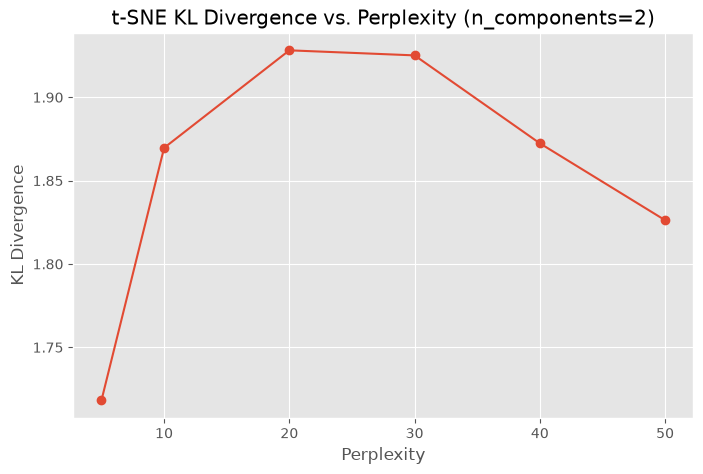 t-SNE KL Divergence vs. Perplexity (n_components=2)
1.90
1.85
1.80
1.75
KL Divergence
10 20 30 40 50
Perplexity